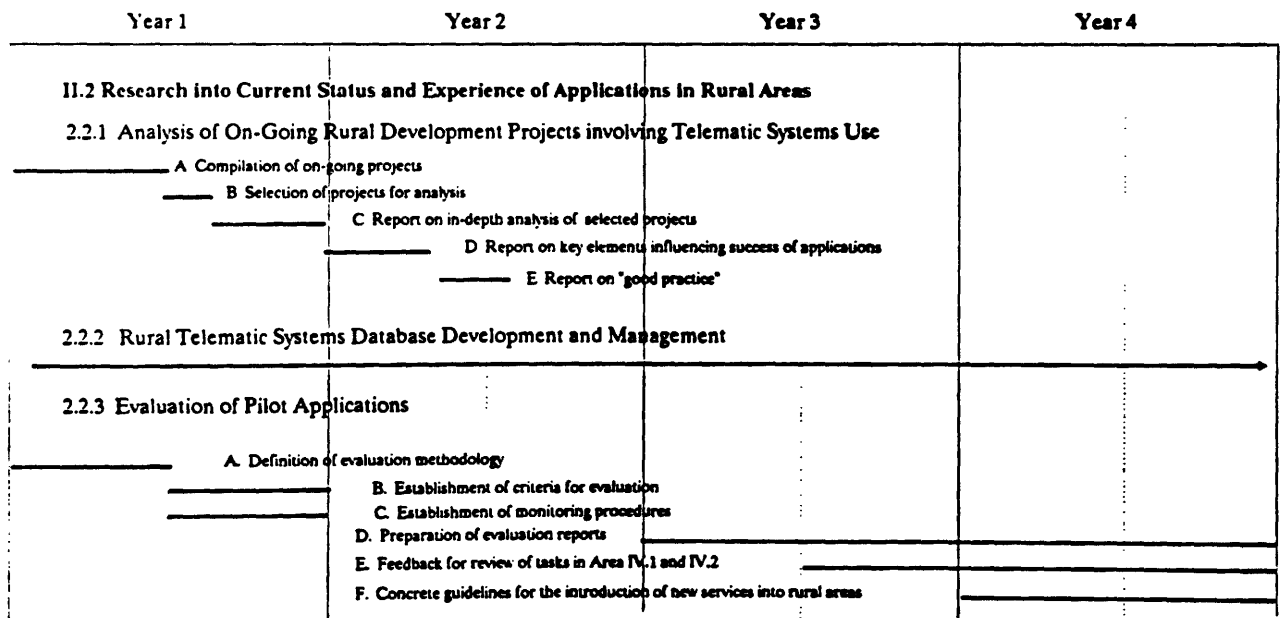 Year 1 Year 2 Year 3 Year 4
II.2 Research into Current Status and Experience of Applications in Rural Areas
2.2.1 Analysis of On-Going Rural Development Projects involving Telematic Systems Use
A Compilation of on-going projects
B Selection of projects for analysis
C Report on in-depth analysis of selected projects
D Report on key elements influencing success of applications
E Report on "good practice"
2.2.2 Rural Telematic Systems Database Development and Management
2.2.3 Evaluation of Pilot Applications
A. Definition of evaluation methodology
B. Establishment of criteria for evaluation
C. Establishment of monitoring procedures
D. Preparation of evaluation reports
E. Feedback for review of tasks in Area IV.1 and IV.2
F. Concrete guidelines for the introduction of new services into rural areas